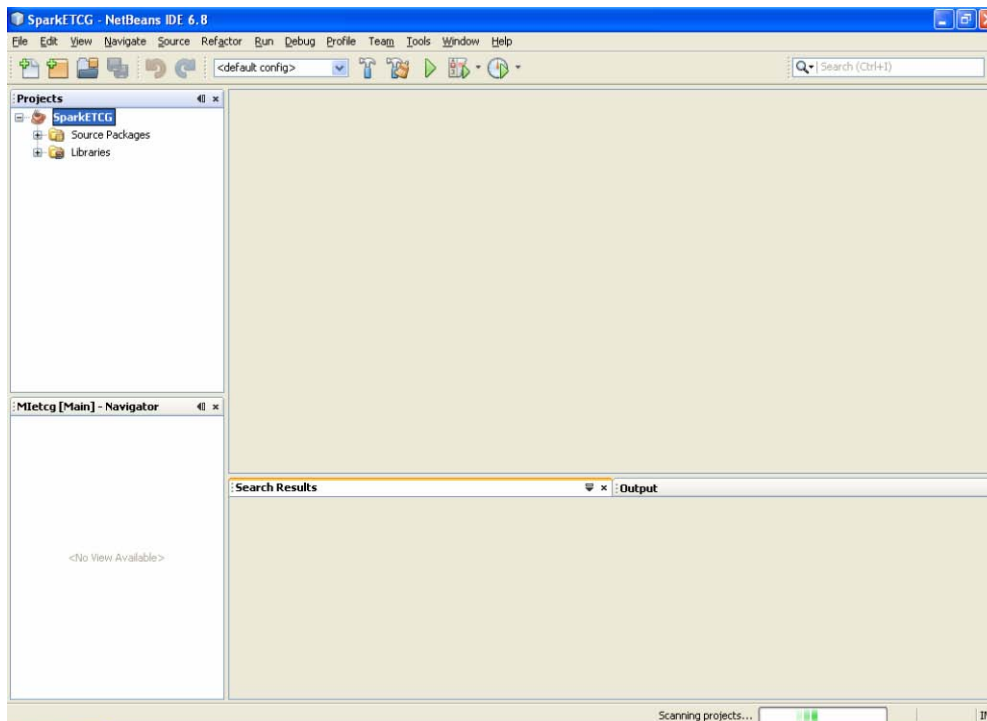 SparkETCG - NetBeans IDE 6.8
File Edit View Navigate Source Refactor Run Debug Profile Team Tools Window Help
<default config>
Search (Ctrl+I)
Projects
SparkETCG
Source Packages
Libraries
MIetcg [Main] - Navigator
<No View Available>
Search Results
Output
Scanning projects...